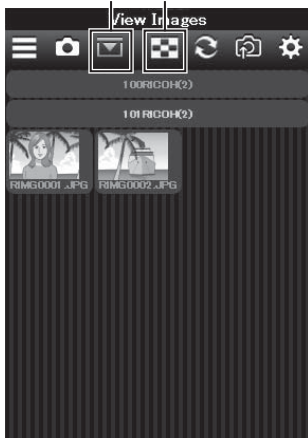 View Images
100RICOH(2)
101RICOH(2)
RIMG0001.JPG
RIMG0002.JPG